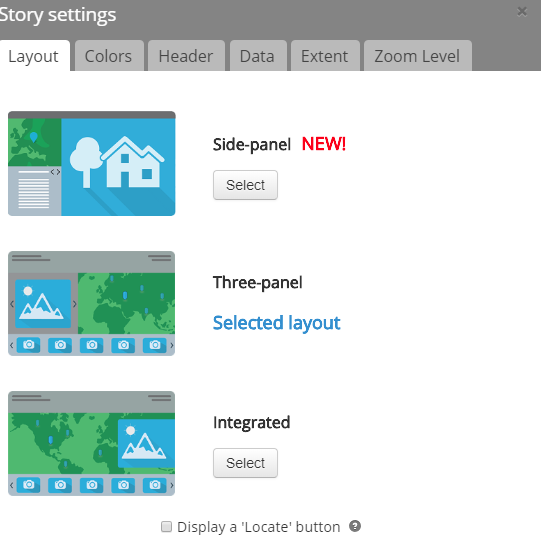 Story settings
×
Layout Colors Header Data Extent Zoom Level
Side-panel NEW!
Select
Three-panel
Selected layout
Integrated
Select
Display a 'Locate' button ?